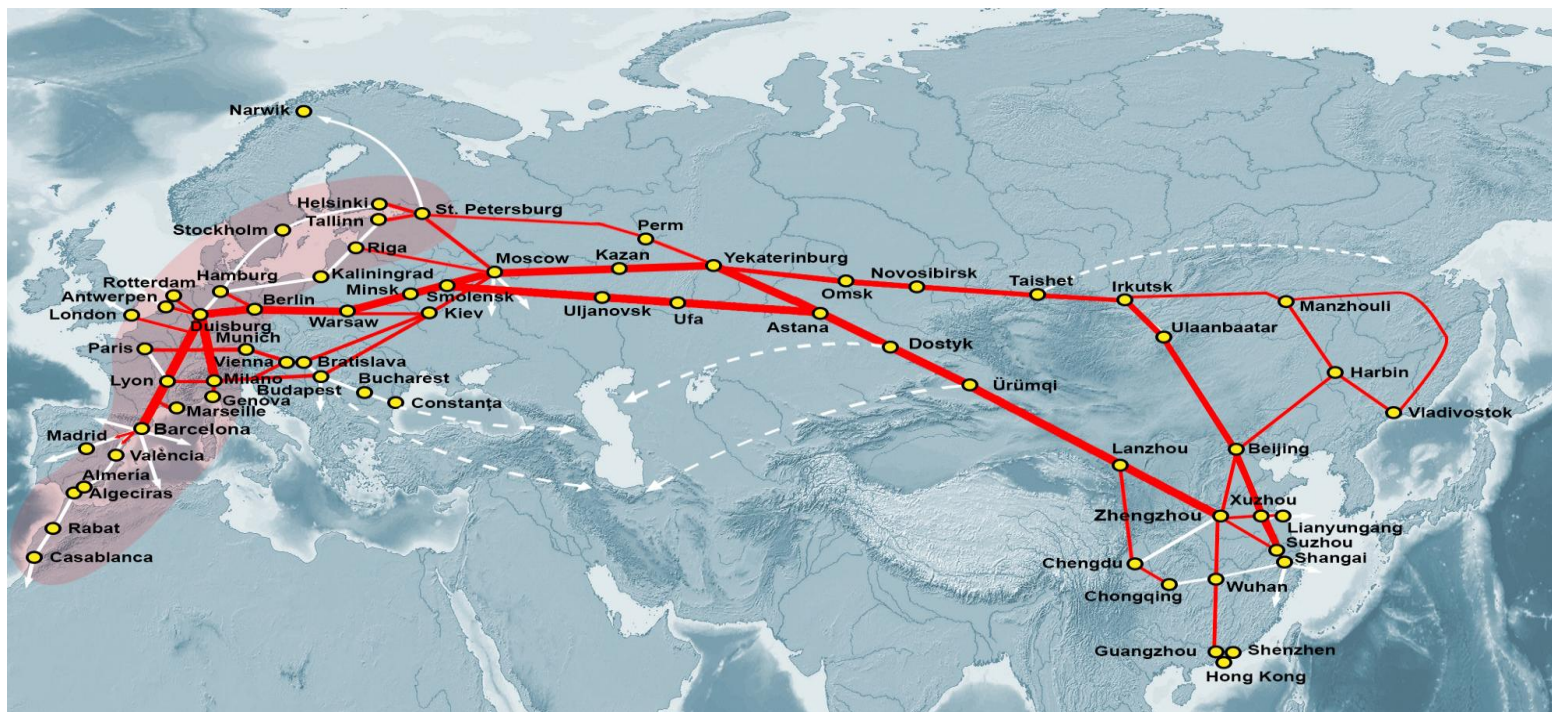 Narwik
Helsinki
St. Petersburg
Tallinn
Stockholm
Perm
Riga
Moscow
Kazan
Yekaterinburg
Rotterdam
Hamburg
Kaliningrad
Novosibirsk
Taishet
Irkutsk
Antwerpen
Berlin
Minsk
Smolensk
Omsk
Manzhouli
London
Duisburg
Warsaw
Kiev
Uljanovsk
Ufa
Astana
Ulaanbaatar
Munich
Paris
Vienna
Bratislava
Dostyk
Lyon
Milano
Budapest
Bucharest
Ürümqi
Harbin
Genova
Constanţa
Marseille
Vladivostok
Barcelona
Madrid
València
Lanzhou
Beijing
Almería
Algeciras
Xuzhou
Zhengzhou
Lianyungang
Rabat
Suzhou
Casablanca
Chengdu
Shangai
Chongqing
Wuhan
Guangzhou
Shenzhen
Hong Kong